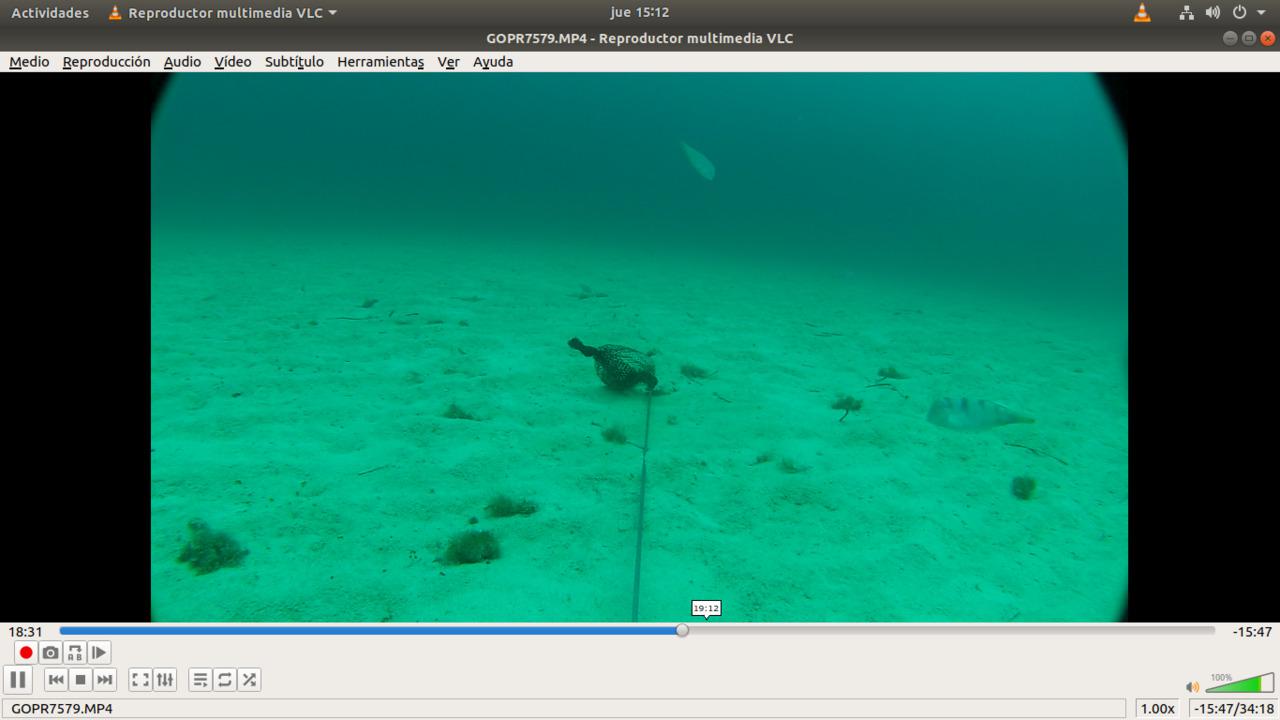 Actividades Reproductor multimedia VLC jue 15:12
GOPR7579.MP4 - Reproductor multimedia VLC
Medio Reproducción Audio Vídeo Subtítulo Herramientas Ver Ayuda
19:12
18:31 -15:47
A B
100%
GOPR7579.MP4 1.00x -15:47/34:18